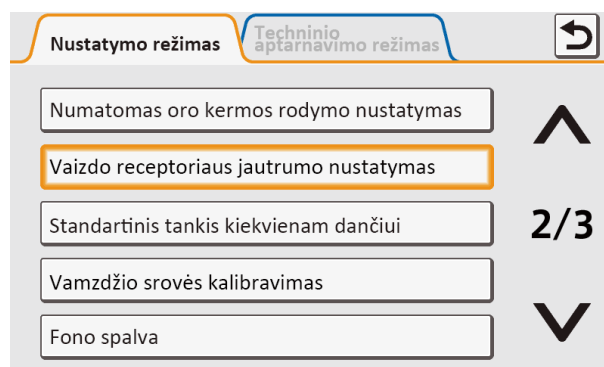 Nustatymo režimas
Techninio
aptarnavimo režimas
Numatomas oro kermos rodymo nustatymas
Vaizdo receptoriaus jautrumo nustatymas
Standartinis tankis kiekvienam dančiui
2/3
Vamzdžio srovės kalibravimas
Fono spalva